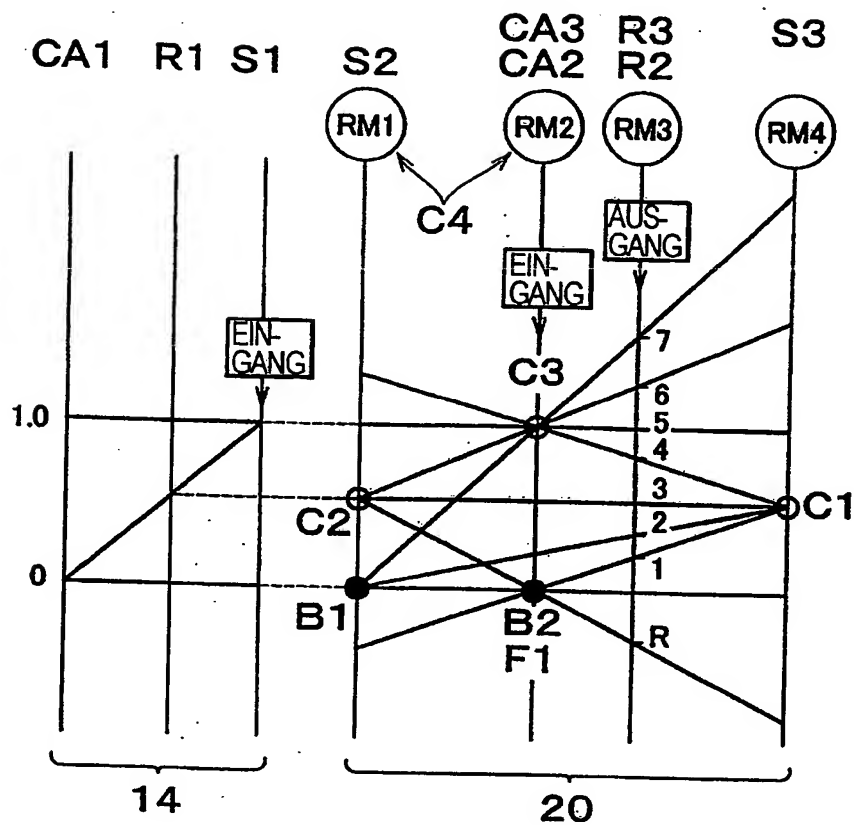 CA3 R3 S3
CA1 R1 S1 S2 CA2 R2
RM1 RM2 RM3 RM4
C4
AUS-
GANG
EIN-
GANG
EIN-
GANG
7
C3
6
1.0
5
4
3
C2
C1
2
0
1
B1
B2
R
F1
14
20